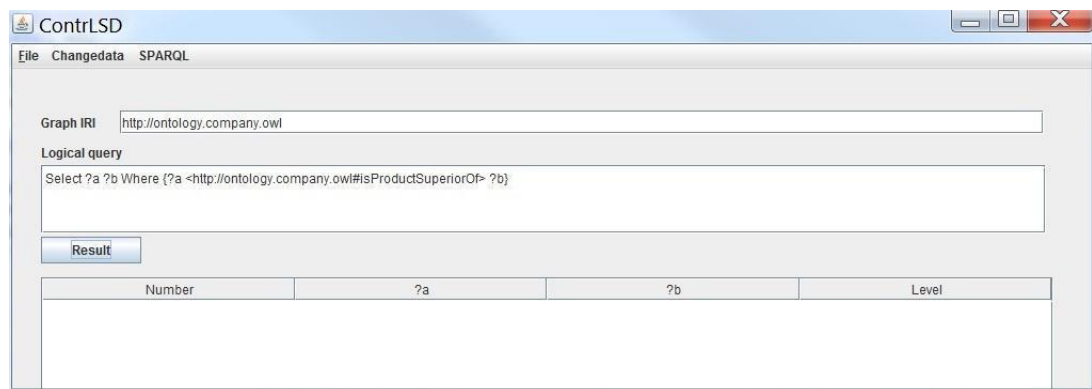 ContrLSD
File Changedata SPARQL
Graph IRI http://ontology.company.owl
Logical query
Select ?a ?b Where {?a <http://ontology.company.owl#isProductSuperiorOf> ?b}
Result
Number ?a ?b Level